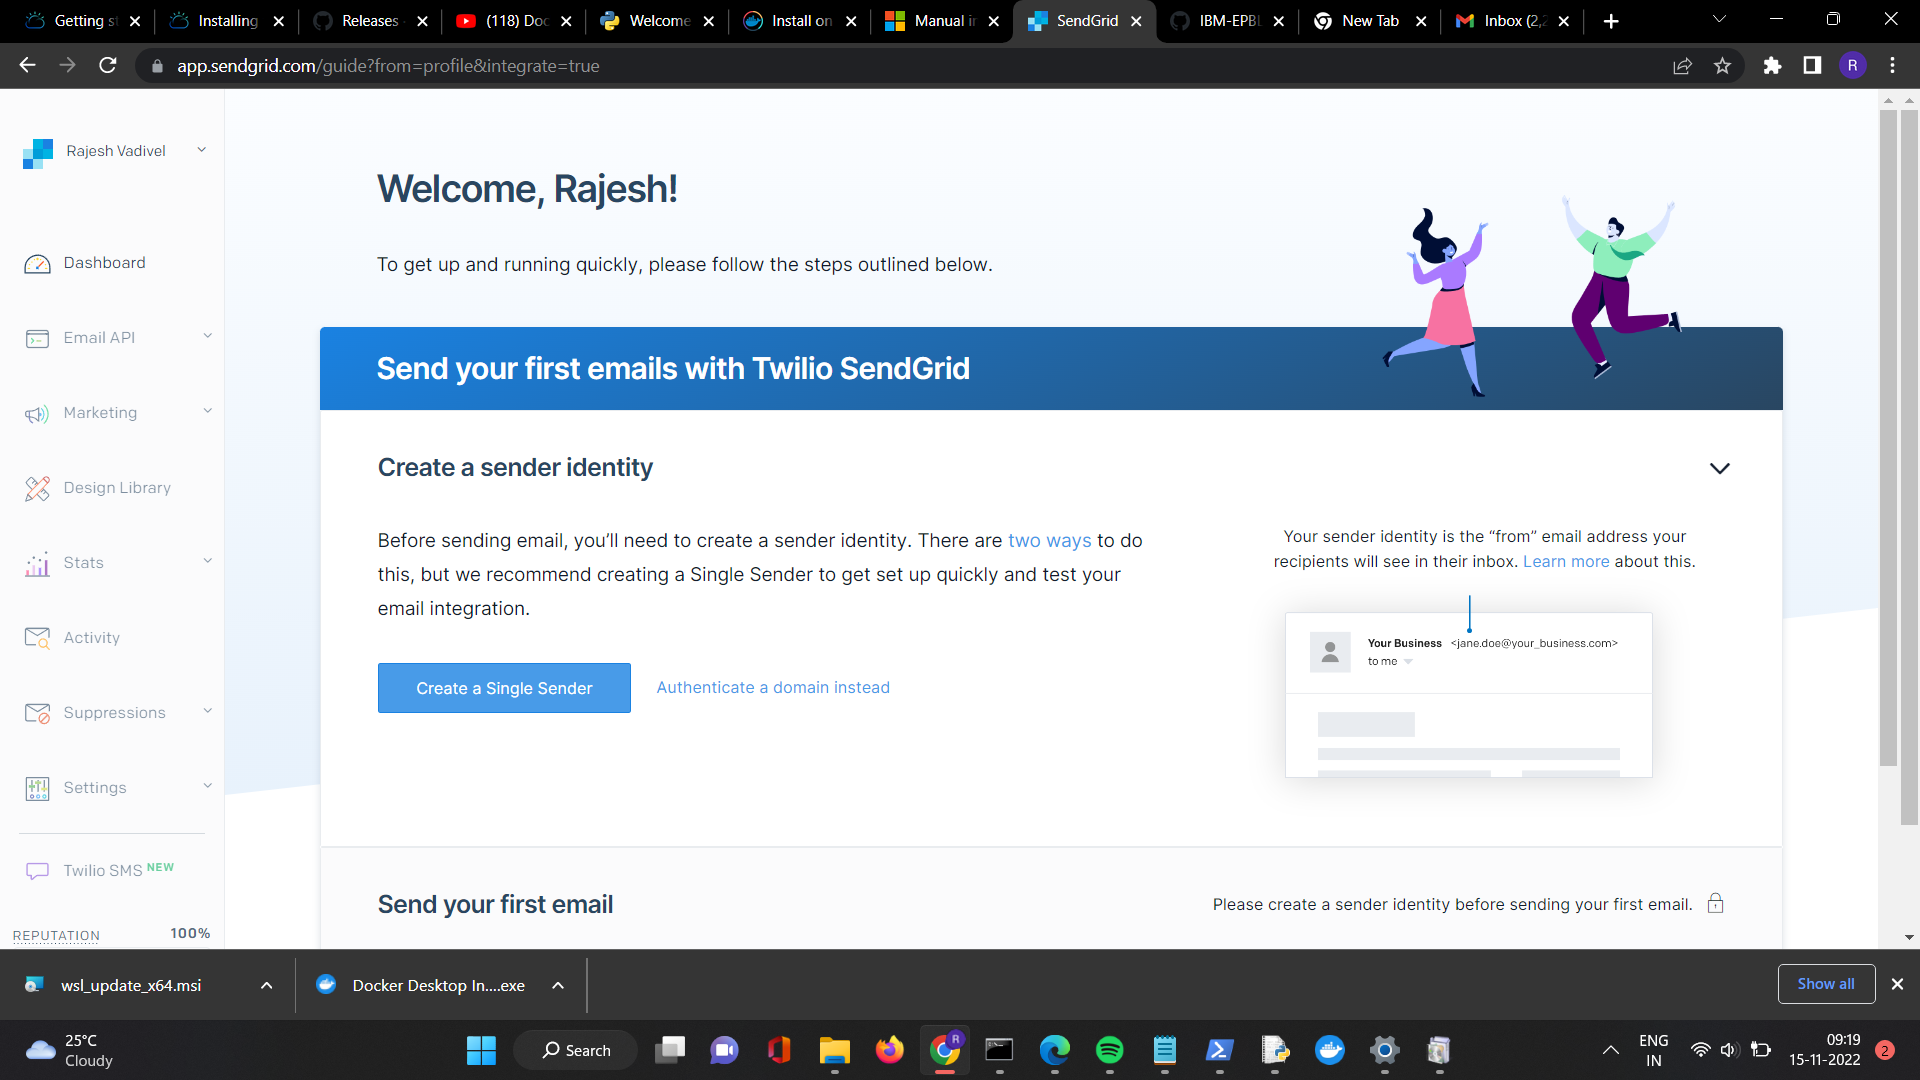 Getting st
Installing
Releases
(118) Doc
Welcome
Install on
Manual in
SendGrid
IBM-EPBL
New Tab
Inbox (2,2
app.sendgrid.com/guide?from=profile&integrate=true
R
Rajesh Vadivel
Dashboard
Email API
Marketing
Design Library
Stats
Activity
Suppressions
Settings
Twilio SMS NEW
REPUTATION 100%
Welcome, Rajesh!
To get up and running quickly, please follow the steps outlined below.
Send your first emails with Twilio SendGrid
Create a sender identity
Before sending email, you’ll need to create a sender identity. There are two ways to do
this, but we recommend creating a Single Sender to get set up quickly and test your
email integration.
Create a Single Sender
Authenticate a domain instead
Your sender identity is the “from” email address your
recipients will see in their inbox. Learn more about this.
Your Business <jane.doe@your_business.com>
to me
Send your first email
Please create a sender identity before sending your first email.
wsl_update_x64.msi
Docker Desktop In....exe
Show all
25°C
Cloudy
Search
R
ENG
IN
09:19
15-11-2022
2